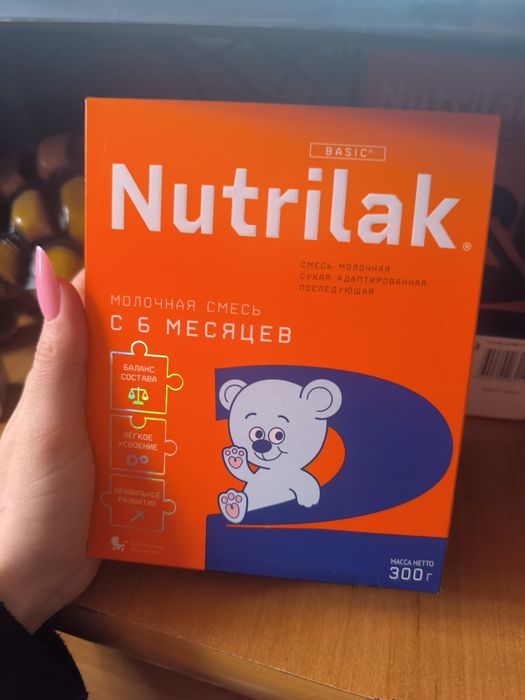 Nutrilak
BASIC®
Nutrilak®
СМЕСЬ МОЛОЧНАЯ
СУХАЯ АДАПТИРОВАННАЯ
ПОСЛЕДУЮЩАЯ
МОЛОЧНАЯ СМЕСЬ
С 6 МЕСЯЦЕВ
БАЛАНС
СОСТАВА
ЛЁГКОЕ
УСВОЕНИЕ
ПРАВИЛЬНОЕ
РАЗВИТИЕ
2
МАССА НЕТТО
300 г